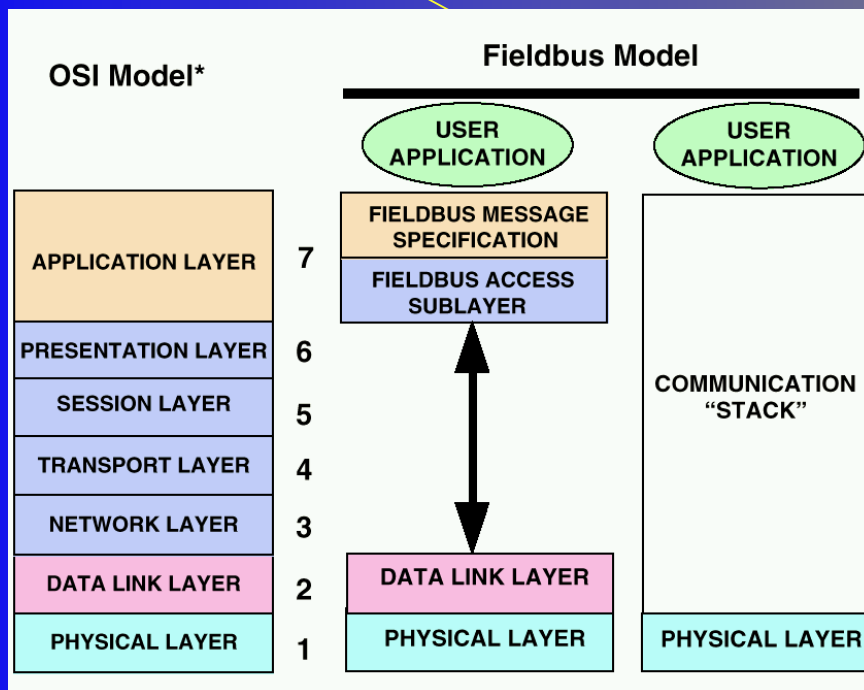 OSI Model*
Fieldbus Model
USER
APPLICATION
USER
APPLICATION
APPLICATION LAYER
7
FIELDBUS MESSAGE
SPECIFICATION
FIELDBUS ACCESS
SUBLAYER
PRESENTATION LAYER
6
SESSION LAYER
5
TRANSPORT LAYER
4
NETWORK LAYER
3
COMMUNICATION
“STACK”
DATA LINK LAYER
2
DATA LINK LAYER
PHYSICAL LAYER
1
PHYSICAL LAYER
PHYSICAL LAYER